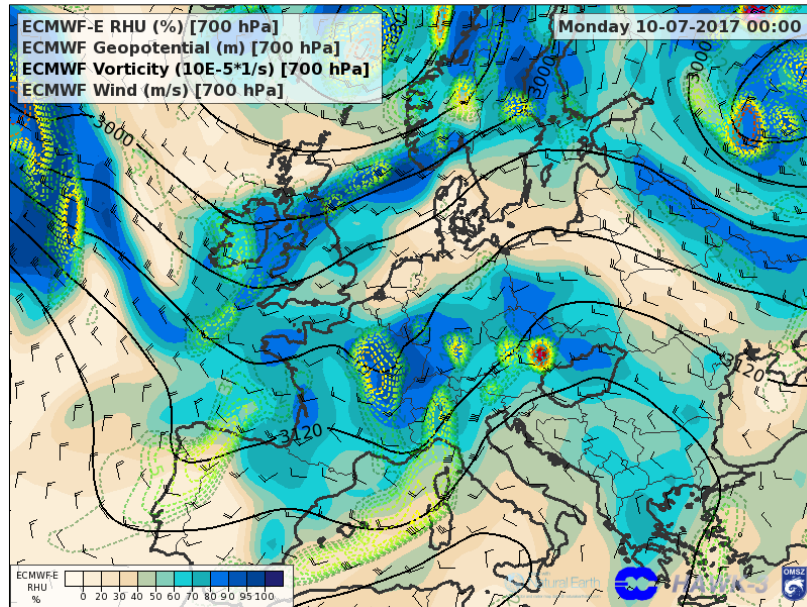 ECMWF-E RHU (%) [700 hPa]
ECMWF Geopotential (m) [700 hPa]
ECMWF Vorticity (10E-5*1/s) [700 hPa]
ECMWF Wind (m/s) [700 hPa]
Monday 10-07-2017 00:00
3000
3000
3120
3120
ECMWF-E
RHU
%
0 20 30 40 50 60 70 80 90 95 100
Natural Earth
HAWK-3
OMSZ